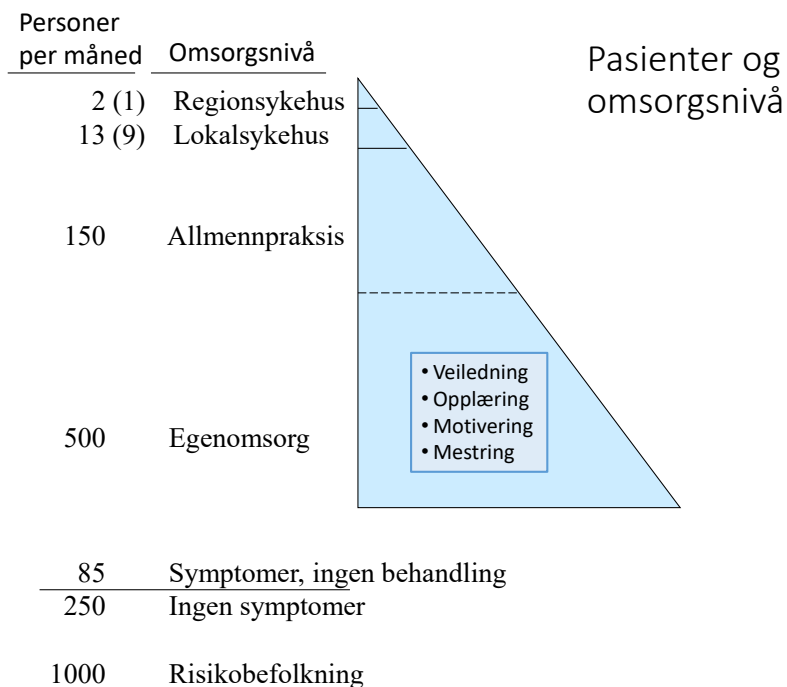 Personer
per måned Omsorgsnivå
Pasienter og
omsorgsnivå
2 (1) Regionsykehus
13 (9) Lokalsykehus
150 Allmennpraksis
• Veiledning
• Opplæring
• Motivering
• Mestring
500 Egenomsorg
85 Symptomer, ingen behandling
250 Ingen symptomer
1000 Risikobefolkning